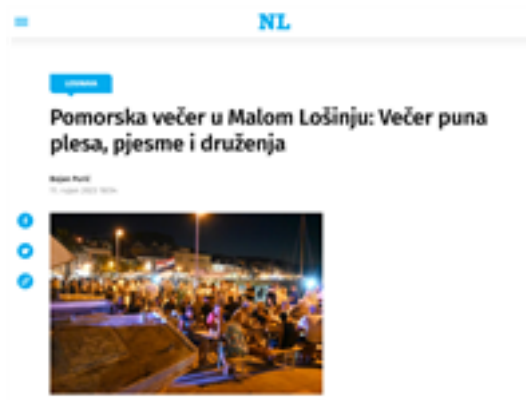 NL
Pomorska večer u Malom Lošinju: Večer puna
plesa, pjesme i druženja